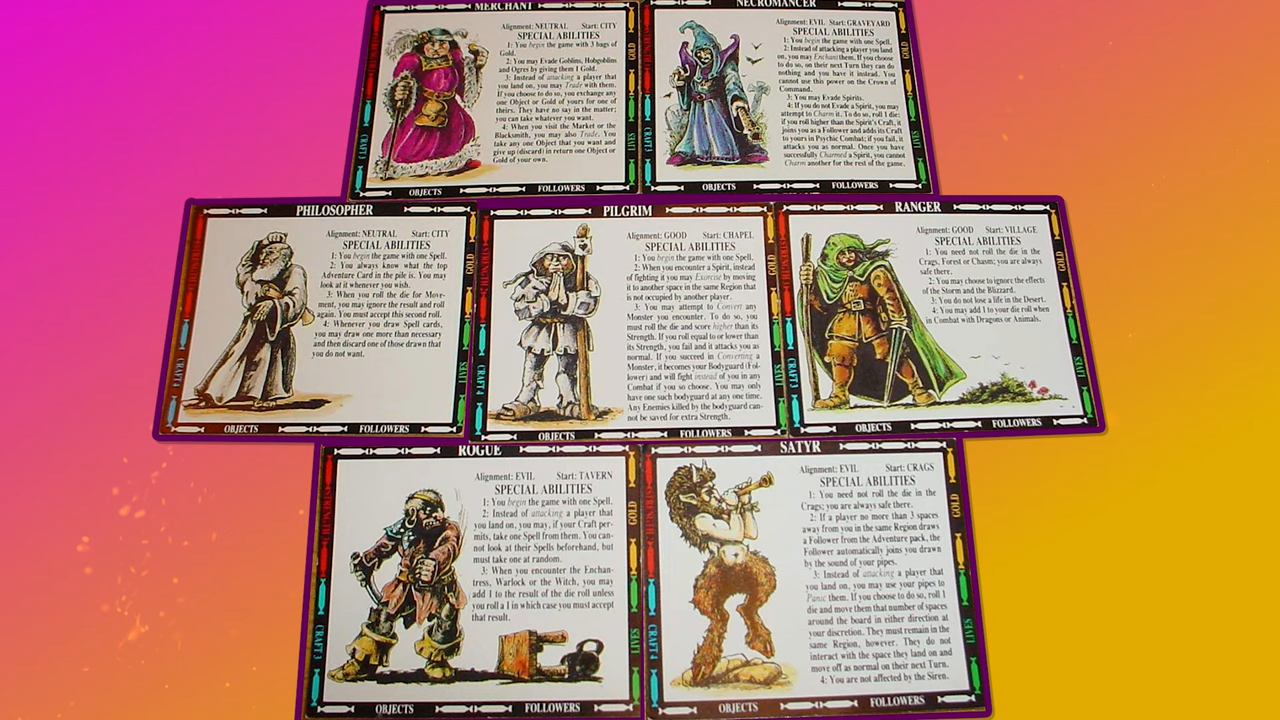 MERCHANT
Alignment: NEUTRAL Start: CITY
SPECIAL ABILITIES
1: You begin the game with 3 bags of
Gold.
2: You may Evade Goblins, Hobgoblins
and Ogres by giving them 1 Gold.
3: Instead of attacking a player that
you land on, you may Trade with them.
If you choose to do so, you exchange any
one Object or Gold of yours for one of
theirs. They have no say in the matter;
you can take whatever you want.
4: When you visit the Market or the
Blacksmith, you may also Trade. You
take any one Object that you want and
give up (discard) in return one Object or
Gold of your own.
CRAFT 3
GOLD
LIVES
OBJECTS FOLLOWERS
NECROMANCER
Alignment: EVIL Start: GRAVEYARD
SPECIAL ABILITIES
1: You begin the game with one Spell.
2: Instead of attacking a player you land
on, you may Enchant them. If you choose
to do so, on their next Turn they can do
nothing and you have it instead. You
cannot use this power on the Crown of
Command.
3: You may Evade Spirits.
4: If you do not Evade a Spirit, you may
attempt to Charm it. To do so, roll 1 die:
if you roll higher than the Spirit's Craft, it
joins you as a Follower and adds its Craft
to yours in Psychic Combat; if you fail, it
attacks you as normal. Once you have
successfully Charmed a Spirit, you cannot
Charm another for the rest of the game.
GOLD
LIVES
OBJECTS FOLLOWERS
PHILOSOPHER
Alignment: NEUTRAL Start: CITY
SPECIAL ABILITIES
1: You begin the game with one Spell.
2: You always know what the top
Adventure Card in the pile is. You may
look at it whenever you wish.
3: When you roll the die for Move-
ment, you may ignore the result and roll
again. You must accept this second roll.
4: Whenever you draw Spell cards,
you may draw one more than necessary
and then discard one of those drawn that
you do not want.
CRAFT 4
GOLD
LIVES
OBJECTS FOLLOWERS
PILGRIM
Alignment: GOOD Start: CHAPEL
SPECIAL ABILITIES
1: You begin the game with one Spell.
2: When you encounter a Spirit, instead
of fighting it you may Exorcise by moving
it to another space in the same Region that
is not occupied by another player.
3: You may attempt to Convert any
Monster you encounter. To do so, you
must roll the die and score higher than its
Strength. If you roll equal to or lower than
its Strength, you fail and it attacks you as
normal. If you succeed in Converting a
Monster, it becomes your Bodyguard (Fol-
lower) and will fight instead of you in any
Combat if you so choose. You may only
have one such bodyguard at any one time.
Any Enemies killed by the bodyguard can-
not be saved for extra Strength.
CRAFT 4
GOLD
LIVES
OBJECTS FOLLOWERS
RANGER
Alignment: GOOD Start: VILLAGE
SPECIAL ABILITIES
1: You need not roll the die in the
Crags, Forest or Chasm; you are always
safe there.
2: You may choose to ignore the effects
of the Storm and the Blizzard.
3: You do not lose a life in the Desert.
4: You may add 1 to your die roll when
in Combat with Dragons or Animals.
CRAFT 3
GOLD
LIVES
OBJECTS FOLLOWERS
ROGUE
Alignment: EVIL Start: TAVERN
SPECIAL ABILITIES
1: You begin the game with one Spell.
2: Instead of attacking a player that
you land on, you may, if your Craft per-
mits, take one Spell from them. You can-
not look at their Spells beforehand, but
must take one at random.
3: When you encounter the Enchan-
tress, Warlock or the Witch, you may
add 1 to the result of the die roll unless
you roll a 1 in which case you must accept
that result.
CRAFT 3
GOLD
LIVES
OBJECTS FOLLOWERS
SATYR
Alignment: EVIL Start: CRAGS
SPECIAL ABILITIES
1: You need not roll the die in the
Crags; you are always safe there.
2: If a player no more than 3 spaces
away from you in the same Region draws
a Follower from the Adventure pack, the
Follower automatically joins you drawn
by the sound of your pipes.
3: Instead of attacking a player that
you land on, you may use your pipes to
Panic them. If you choose to do so, roll 1
die and move them that number of spaces
around the board in either direction at
your discretion. They must remain in the
same Region, however. They do not
interact with the space they land on and
move off as normal on their next Turn.
4: You are not affected by the Siren.
CRAFT 4
GOLD
LIVES
OBJECTS FOLLOWERS